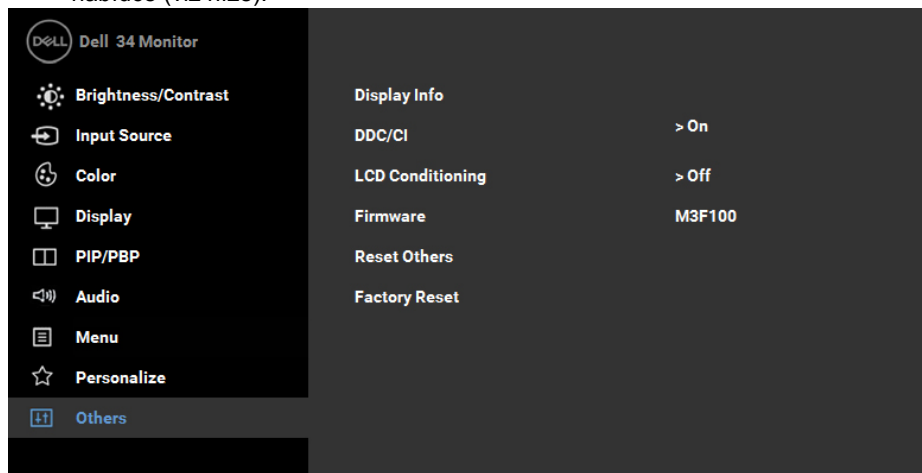 DELL Dell 34 Monitor
Brightness/Contrast Display Info
Input Source DDC/CI > On
Color LCD Conditioning > Off
Display Firmware M3F100
PIP/PBP Reset Others
Audio Factory Reset
Menu
Personalize
Others